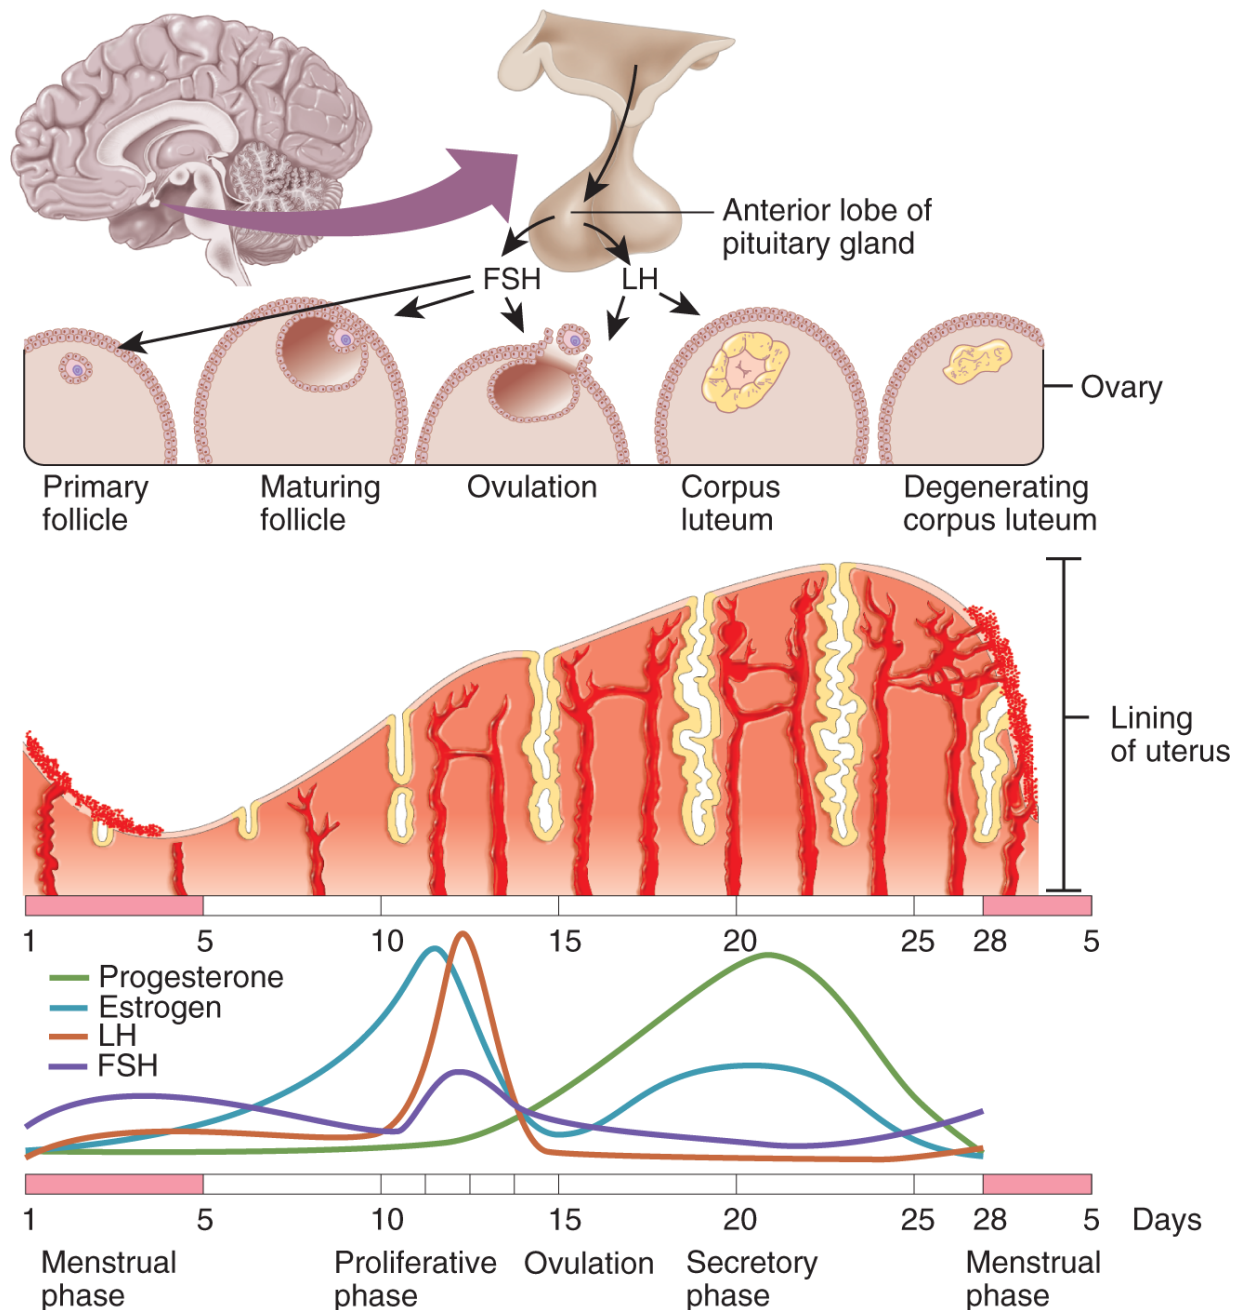 Anterior lobe of
pituitary gland
FSH
LH
Ovary
Primary
follicle
Maturing
follicle
Ovulation
Corpus
luteum
Degenerating
corpus luteum
Lining
of uterus
1 5 10 15 20 25 28 5
Progesterone
Estrogen
LH
FSH
1 5 10 15 20 25 28 5 Days
Menstrual
phase
Proliferative
phase
Ovulation
Secretory
phase
Menstrual
phase